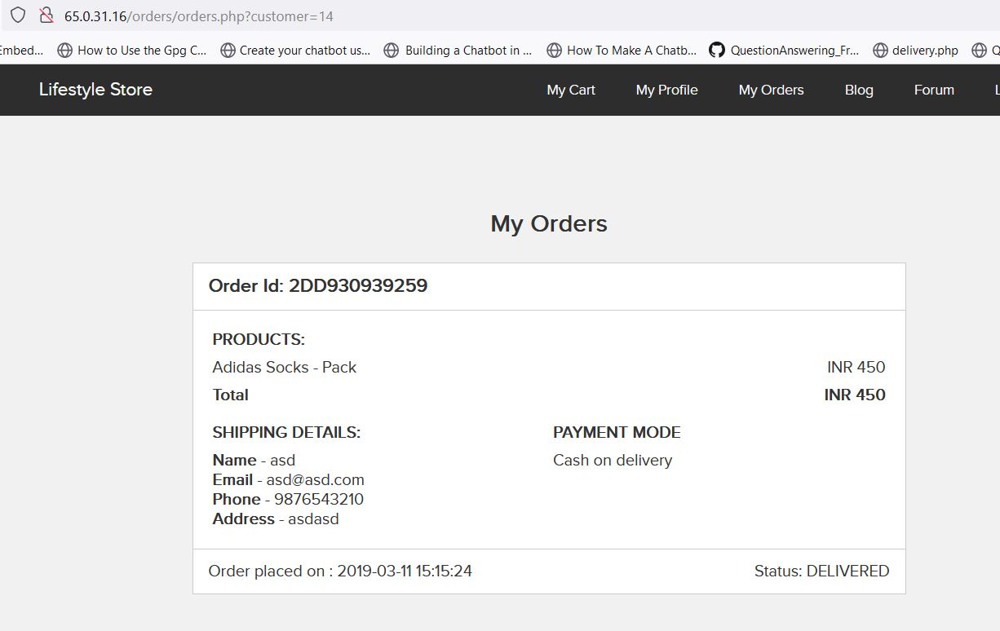 65.0.31.16/orders/orders.php?customer=14
Embed... How to Use the Gpg C... Create your chatbot us... Building a Chatbot in ... How To Make A Chatb... QuestionAnswering_Fr... delivery.php Q
Lifestyle Store My Cart My Profile My Orders Blog Forum L
My Orders
Order Id: 2DD930939259
PRODUCTS:
Adidas Socks - Pack INR 450
Total INR 450
SHIPPING DETAILS: PAYMENT MODE
Name - asd Cash on delivery
Email - asd@asd.com
Phone - 9876543210
Address - asdasd
Order placed on : 2019-03-11 15:15:24 Status: DELIVERED